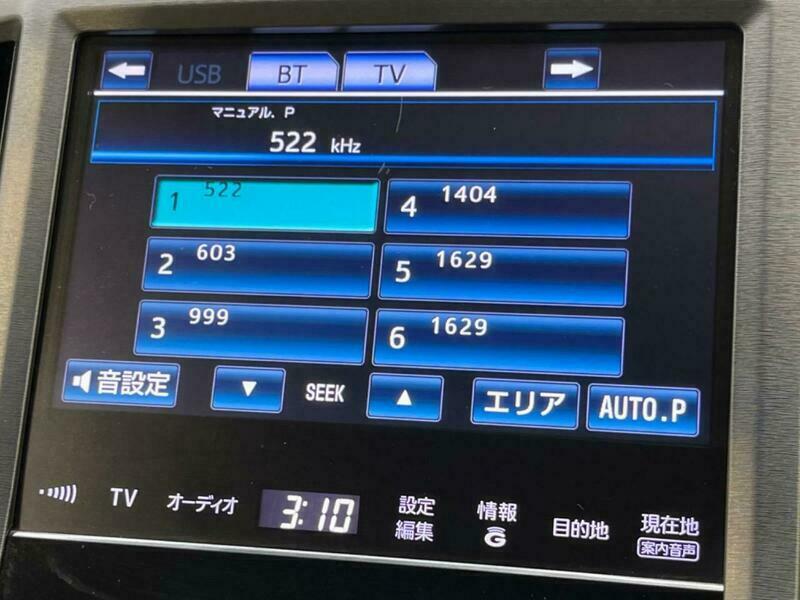 USB BT TV
マニュアル. P
522 kHz
1 522
4 1404
2 603
5 1629
3 999
6 1629
音設定 ▼ SEEK ▲ エリア AUTO.P
TV オーディオ 3:10 設定編集 情報G 目的地 現在地
案内音声